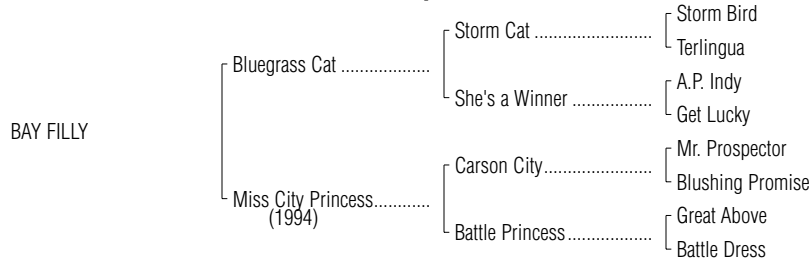 Storm Bird
Storm Cat ........................
Terlingua
Bluegrass Cat ...................
A.P. Indy
She's a Winner .................
Get Lucky
BAY FILLY
Mr. Prospector
Carson City.......................
Blushing Promise
Miss City Princess............
(1994)
Great Above
Battle Princess..................
Battle Dress